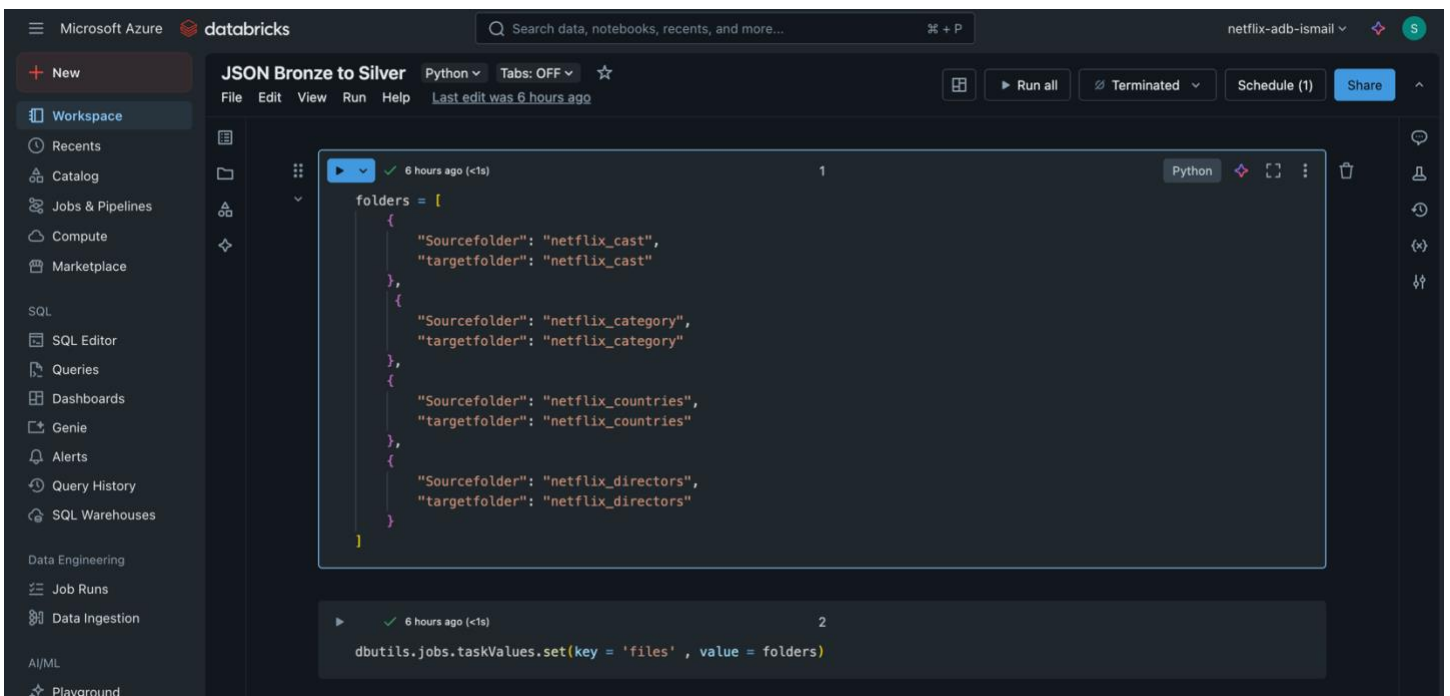 Microsoft Azure databricks
Search data, notebooks, recents, and more...
⌘ + P
netflix-adb-ismail
S
+ New
Workspace
Recents
Catalog
Jobs & Pipelines
Compute
Marketplace
SQL
SQL Editor
Queries
Dashboards
Genie
Alerts
Query History
SQL Warehouses
Data Engineering
Job Runs
Data Ingestion
AI/ML
Playground
JSON Bronze to Silver Python Tabs: OFF
File Edit View Run Help Last edit was 6 hours ago
Run all
Terminated
Schedule (1)
Share
6 hours ago (<1s)
1
Python
folders = [
{
"Sourcefolder": "netflix_cast",
"targetfolder": "netflix_cast"
},
{
"Sourcefolder": "netflix_category",
"targetfolder": "netflix_category"
},
{
"Sourcefolder": "netflix_countries",
"targetfolder": "netflix_countries"
},
{
"Sourcefolder": "netflix_directors",
"targetfolder": "netflix_directors"
}
]
6 hours ago (<1s)
2
dbutils.jobs.taskValues.set(key = 'files' , value = folders)